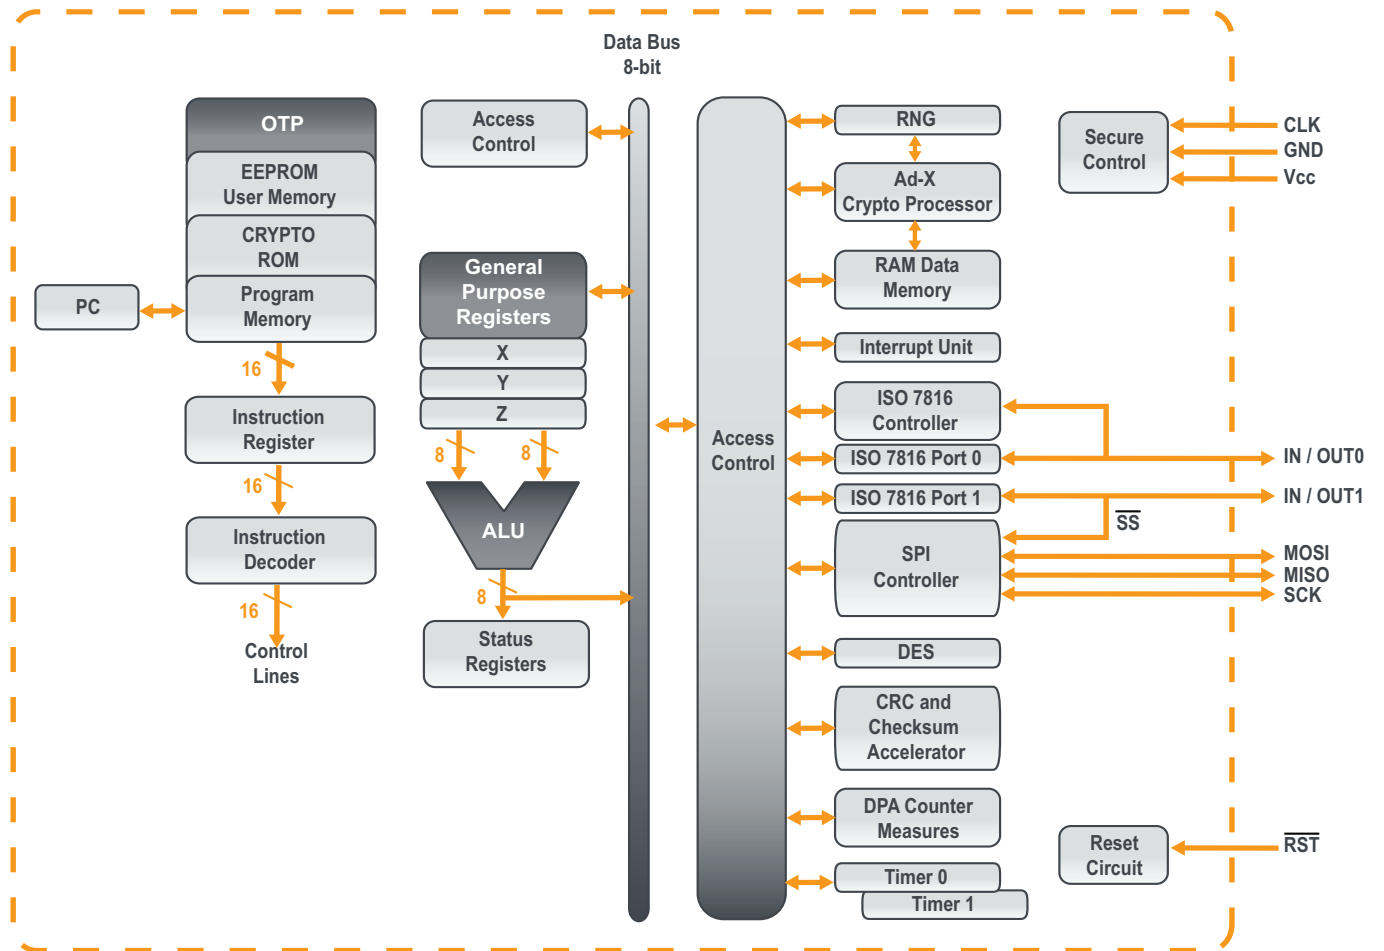 Data Bus
8-bit
OTP
EEPROM
User Memory
CRYPTO
ROM
Program
Memory
PC
16
Instruction
Register
16
Instruction
Decoder
16
Control
Lines
Access
Control
General
Purpose
Registers
X
Y
Z
8
8
ALU
8
Status
Registers
Access
Control
RNG
Ad-X
Crypto Processor
RAM Data
Memory
Interrupt Unit
ISO 7816
Controller
ISO 7816 Port 0
ISO 7816 Port 1
SPI
Controller
DES
CRC and
Checksum
Accelerator
DPA Counter
Measures
Timer 0
Timer 1
Secure
Control
CLK
GND
Vcc
IN / OUT0
IN / OUT1
SS
MOSI
MISO
SCK
Reset
Circuit
RST